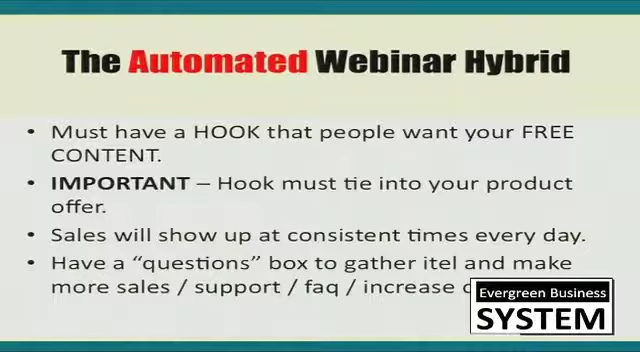 The Automated Webinar Hybrid
• Must have a HOOK that people want your FREE
CONTENT.
• IMPORTANT – Hook must tie into your product
offer.
• Sales will show up at consistent times every day.
• Have a “questions” box to gather itel and make
more sales / support / faq / increase
Evergreen Business
SYSTEM